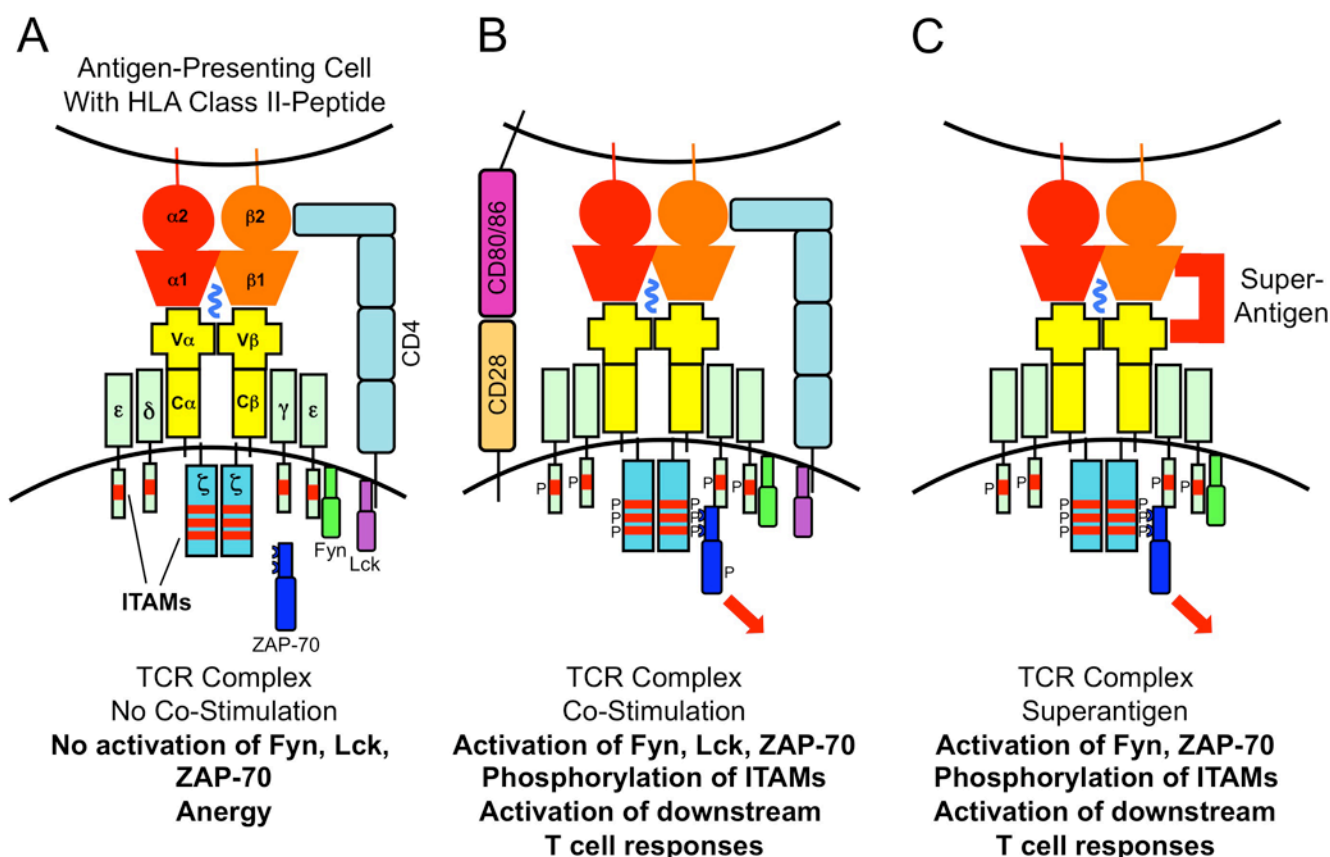 A
Antigen-Presenting Cell
With HLA Class II-Peptide
α2
β2
α1
β1
Vα
Vβ
Cα
Cβ
ε
δ
γ
ε
CD4
ζ
ζ
Fyn
Lck
ITAMs
ZAP-70
TCR Complex
No Co-Stimulation
No activation of Fyn, Lck,
ZAP-70
Anergy
B
CD80/86
CD28
P
P
P
P
P
P
P
P
P
P
P
TCR Complex
Co-Stimulation
Activation of Fyn, Lck, ZAP-70
Phosphorylation of ITAMs
Activation of downstream
T cell responses
C
Super-
Antigen
P
P
P
P
P
P
P
P
P
P
TCR Complex
Superantigen
Activation of Fyn, ZAP-70
Phosphorylation of ITAMs
Activation of downstream
T cell responses